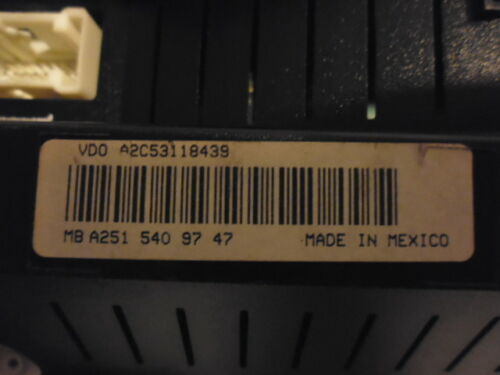 VDO A2C53118439
MB A251 540 97 47 MADE IN MEXICO